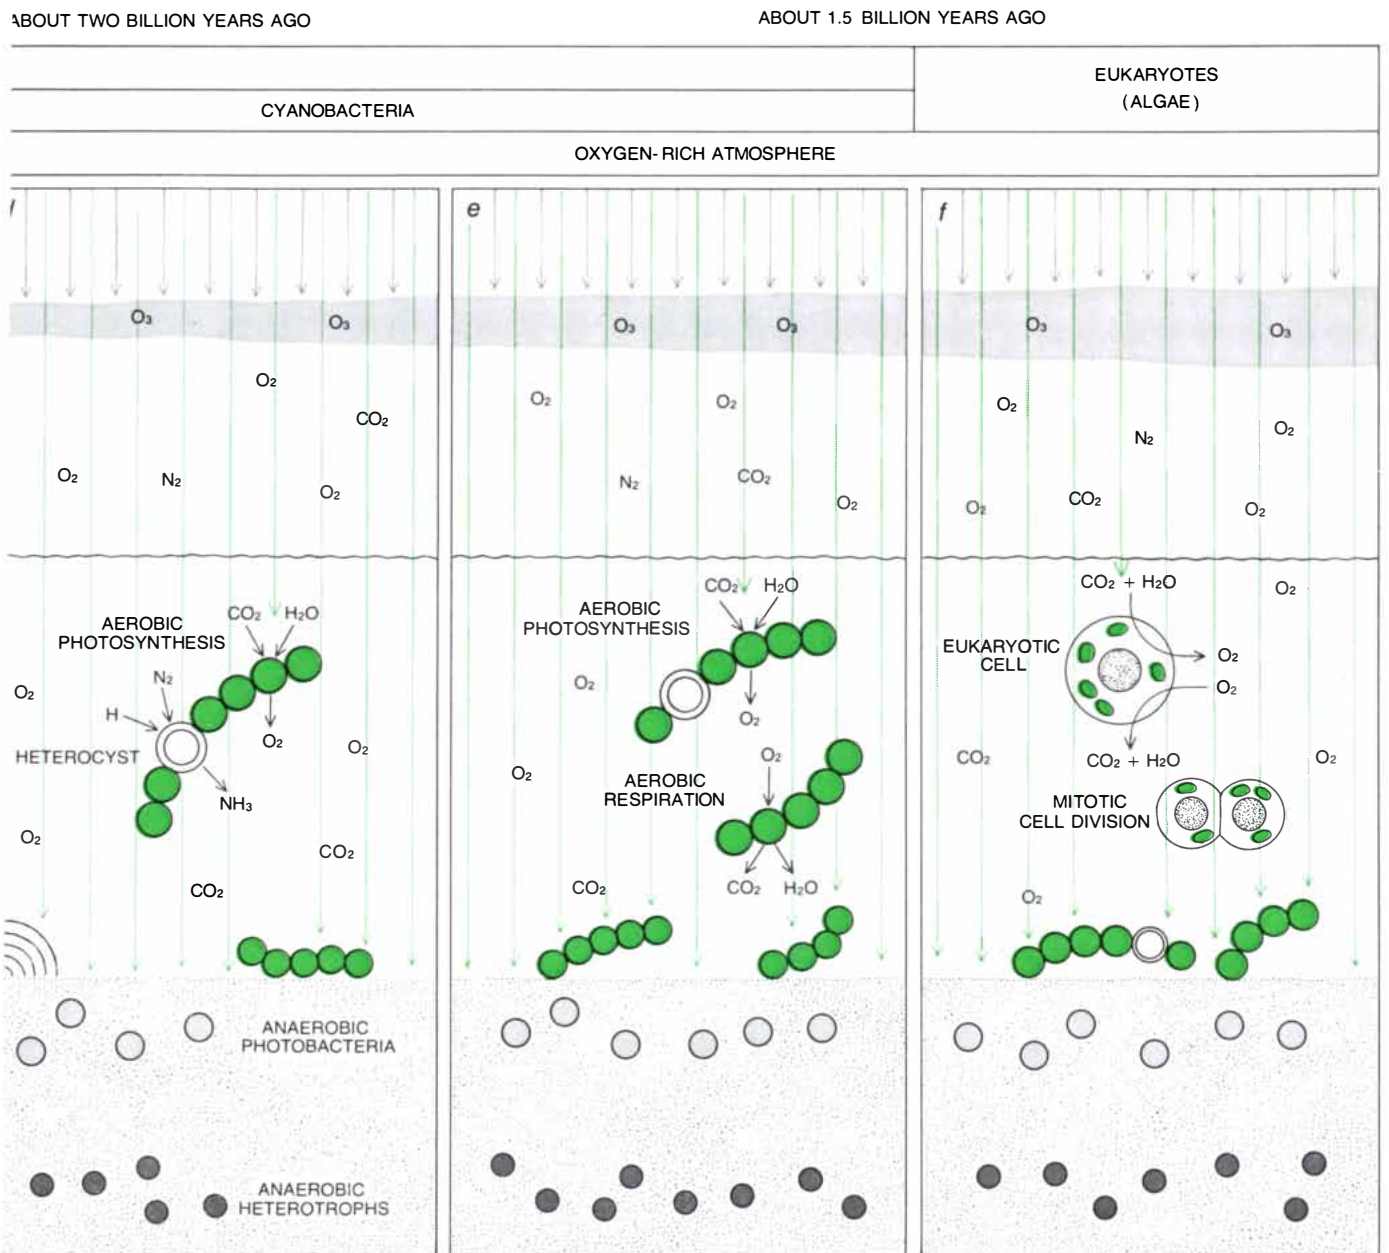 ABOUT TWO BILLION YEARS AGO
ABOUT 1.5 BILLION YEARS AGO
EUKARYOTES
(ALGAE)
CYANOBACTERIA
OXYGEN-RICH ATMOSPHERE
O₃
O₃
O₂
CO₂
O₂
N₂
O₂
AEROBIC
PHOTOSYNTHESIS
CO₂
H₂O
N₂
O₂
H
O₂
O₂
HETEROCYST
NH₃
O₂
CO₂
CO₂
ANAEROBIC
PHOTOBACTERIA
ANAEROBIC
HETEROTROPHS
e
O₃
O₃
O₂
O₂
N₂
CO₂
O₂
AEROBIC
PHOTOSYNTHESIS
CO₂
H₂O
O₂
O₂
O₂
AEROBIC
RESPIRATION
O₂
CO₂
CO₂
H₂O
f
O₃
O₃
O₂
N₂
O₂
O₂
CO₂
O₂
CO₂ + H₂O
O₂
EUKARYOTIC
CELL
O₂
O₂
CO₂
CO₂ + H₂O
O₂
MITOTIC
CELL DIVISION
O₂